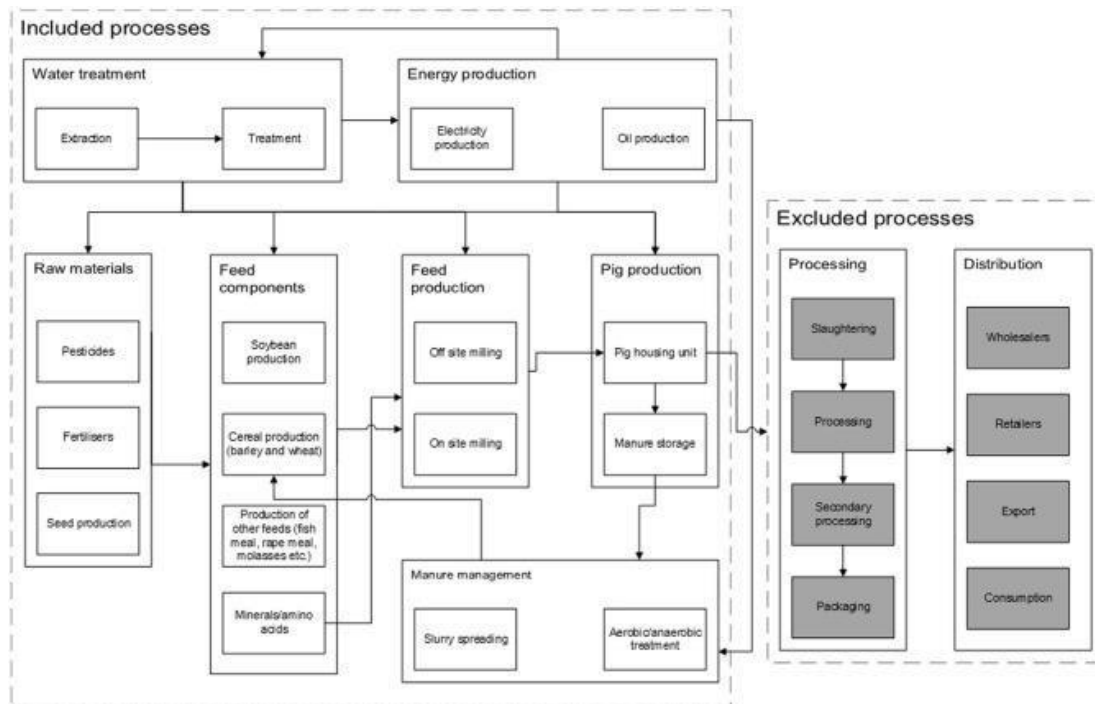 Included processes
Water treatment
Extraction
Treatment
Energy production
Electricity
production
Oil production
Raw materials
Pesticides
Fertilisers
Seed production
Feed
components
Soybean
production
Cereal production
(barley and wheat)
Production of
other feeds (fish
meal, rape meal,
molasses etc.)
Minerals/amino
acids
Feed
production
Off site milling
On site milling
Pig production
Pig housing unit
Manure storage
Manure management
Slurry spreading
Aerobic/anaerobic
treatment
Excluded processes
Processing
Slaughtering
Processing
Secondary
processing
Packaging
Distribution
Wholesalers
Retailers
Export
Consumption